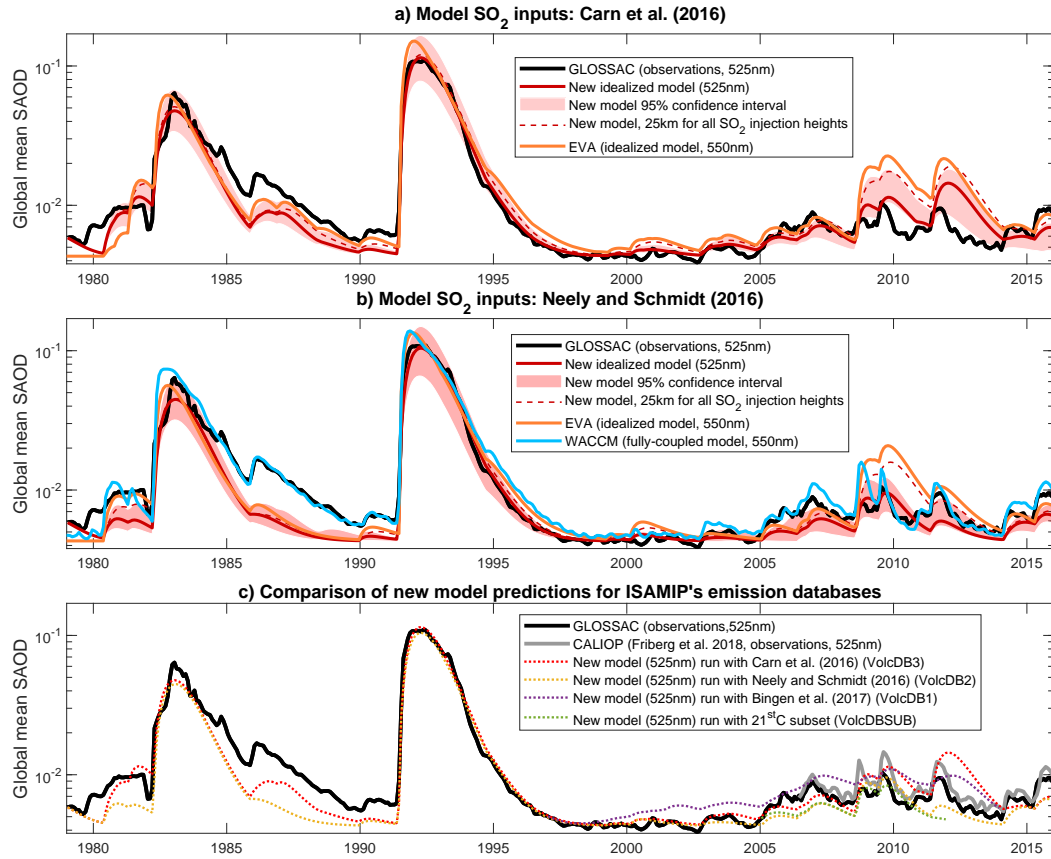 a) Model SO2 inputs: Carn et al. (2016)
Global mean SAOD
10-1
10-2
GLOSSAC (observations, 525nm)
New idealized model (525nm)
New model 95% confidence interval
New model, 25km for all SO2 injection heights
EVA (idealized model, 550nm)
1980 1985 1990 1995 2000 2005 2010 2015
b) Model SO2 inputs: Neely and Schmidt (2016)
Global mean SAOD
10-1
10-2
GLOSSAC (observations, 525nm)
New idealized model (525nm)
New model 95% confidence interval
New model, 25km for all SO2 injection heights
EVA (idealized model, 550nm)
WACCM (fully-coupled model, 550nm)
1980 1985 1990 1995 2000 2005 2010 2015
c) Comparison of new model predictions for ISAMIP's emission databases
Global mean SAOD
10-1
10-2
GLOSSAC (observations,525nm)
CALIOP (Friberg et al. 2018, observations, 525nm)
New model (525nm) run with Carn et al. (2016) (VolcDB3)
New model (525nm) run with Neely and Schmidt (2016) (VolcDB2)
New model (525nm) run with Bingen et al. (2017) (VolcDB1)
New model (525nm) run with 21stC subset (VolcDBSUB)
1980 1985 1990 1995 2000 2005 2010 2015